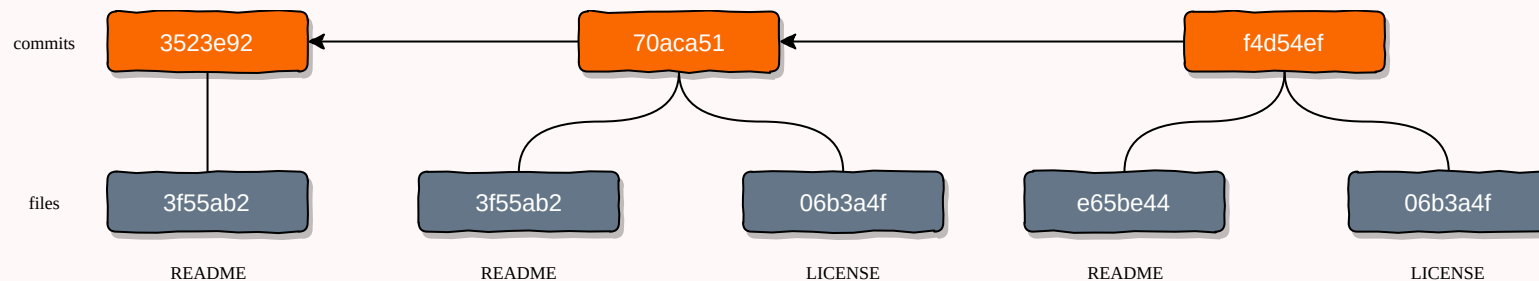 commits 3523e92 70aca51 f4d54ef
files 3f55ab2 3f55ab2 06b3a4f e65be44 06b3a4f
README README LICENSE README LICENSE